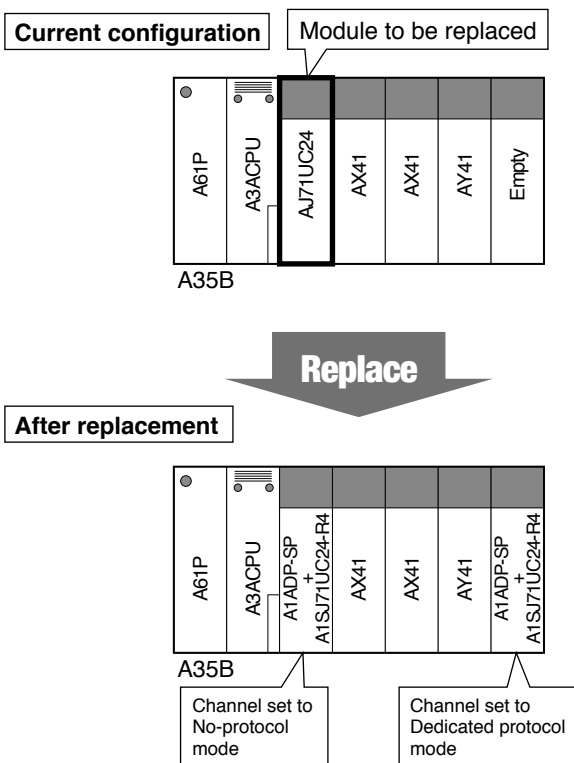 Current configuration
Module to be replaced
A61P
A3ACPU
AJ71UC24
AX41
AX41
AY41
Empty
A35B
Replace
After replacement
A61P
A3ACPU
A1ADP-SP
+
A1SJ71UC24-R4
AX41
AX41
AY41
A1ADP-SP
+
A1SJ71UC24-R4
A35B
Channel set to
No-protocol
mode
Channel set to
Dedicated protocol
mode